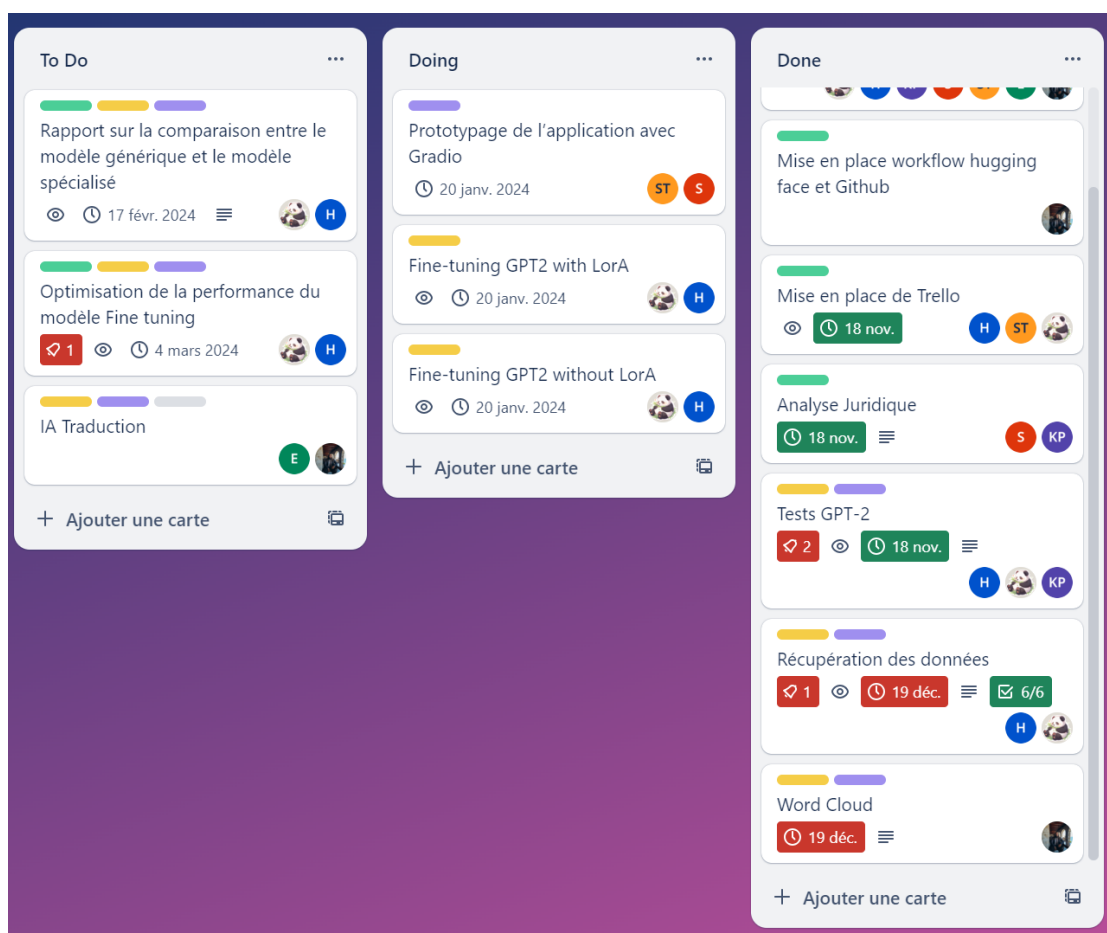 To Do
Rapport sur la comparaison entre le
modèle générique et le modèle
spécialisé
17 févr. 2024
H
Optimisation de la performance du
modèle Fine tuning
1
4 mars 2024
H
IA Traduction
E
+ Ajouter une carte
Doing
Prototypage de l'application avec
Gradio
20 janv. 2024
ST
S
Fine-tuning GPT2 with LorA
20 janv. 2024
H
Fine-tuning GPT2 without LorA
20 janv. 2024
H
+ Ajouter une carte
Done
Mise en place workflow hugging
face et Github
Mise en place de Trello
18 nov.
H
ST
Analyse Juridique
18 nov.
S
KP
Tests GPT-2
2
18 nov.
H
KP
Récupération des données
1
19 déc.
6/6
H
Word Cloud
19 déc.
+ Ajouter une carte